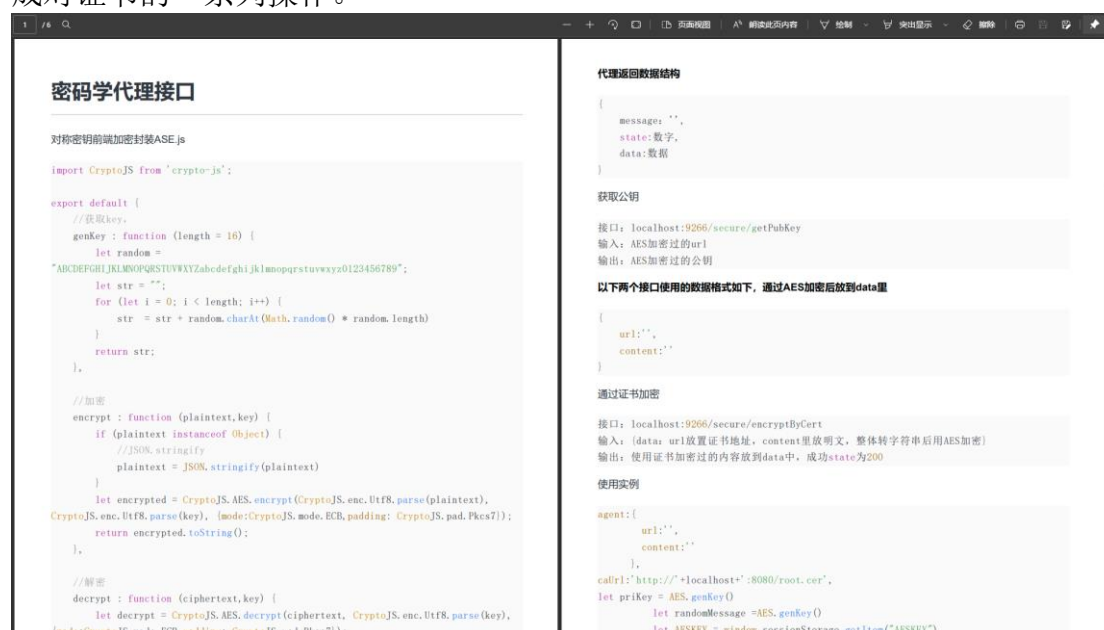 成对证书的一系列操作。
1 /6
页面视图 朗读此页内容 绘制 突出显示 擦除
密码学代理接口
对称密钥前端加密封装ASE.js
import CryptoJS from 'crypto-js';
export default {
//获取key，
genKey : function (length = 16) {
let random =
"ABCDEFGHIJKLMNOPQRSTUVWXYZabcdefghijklmnopqrstuvwxyz0123456789";
let str = "";
for (let i = 0; i < length; i++) {
str = str + random.charAt(Math.random() * random.length)
}
return str;
},
//加密
encrypt : function (plaintext,key) {
if (plaintext instanceof Object) {
//JSON.stringify
plaintext = JSON.stringify(plaintext)
}
let encrypted = CryptoJS.AES.encrypt(CryptoJS.enc.Utf8.parse(plaintext),
CryptoJS.enc.Utf8.parse(key), {mode:CryptoJS.mode.ECB,padding: CryptoJS.pad.Pkcs7});
return encrypted.toString();
},
//解密
decrypt : function (ciphertext,key) {
let decrypt = CryptoJS.AES.decrypt(ciphertext, CryptoJS.enc.Utf8.parse(key),
代理返回数据结构
{
message: '',
state:数字,
data:数据
}
获取公钥
接口：localhost:9266/secure/getPubKey
输入：AES加密过的url
输出：AES加密过的公钥
以下两个接口使用的数据格式如下，通过AES加密后放到data里
{
url:'',
content:''
}
通过证书加密
接口：localhost:9266/secure/encryptByCert
输入：{data: url放置证书地址，content里放明文，整体转字符串后用AES加密}
输出：使用证书加密过的内容放到data中，成功state为200
使用实例
agent:{
url:'',
content:''
},
caUrl:'http://'+localhost+':8080/root.cer',
let priKey = AES.genKey()
let randomMessage =AES.genKey()
let AESKEY = window.sessionStorage.getItem("AESKEY")